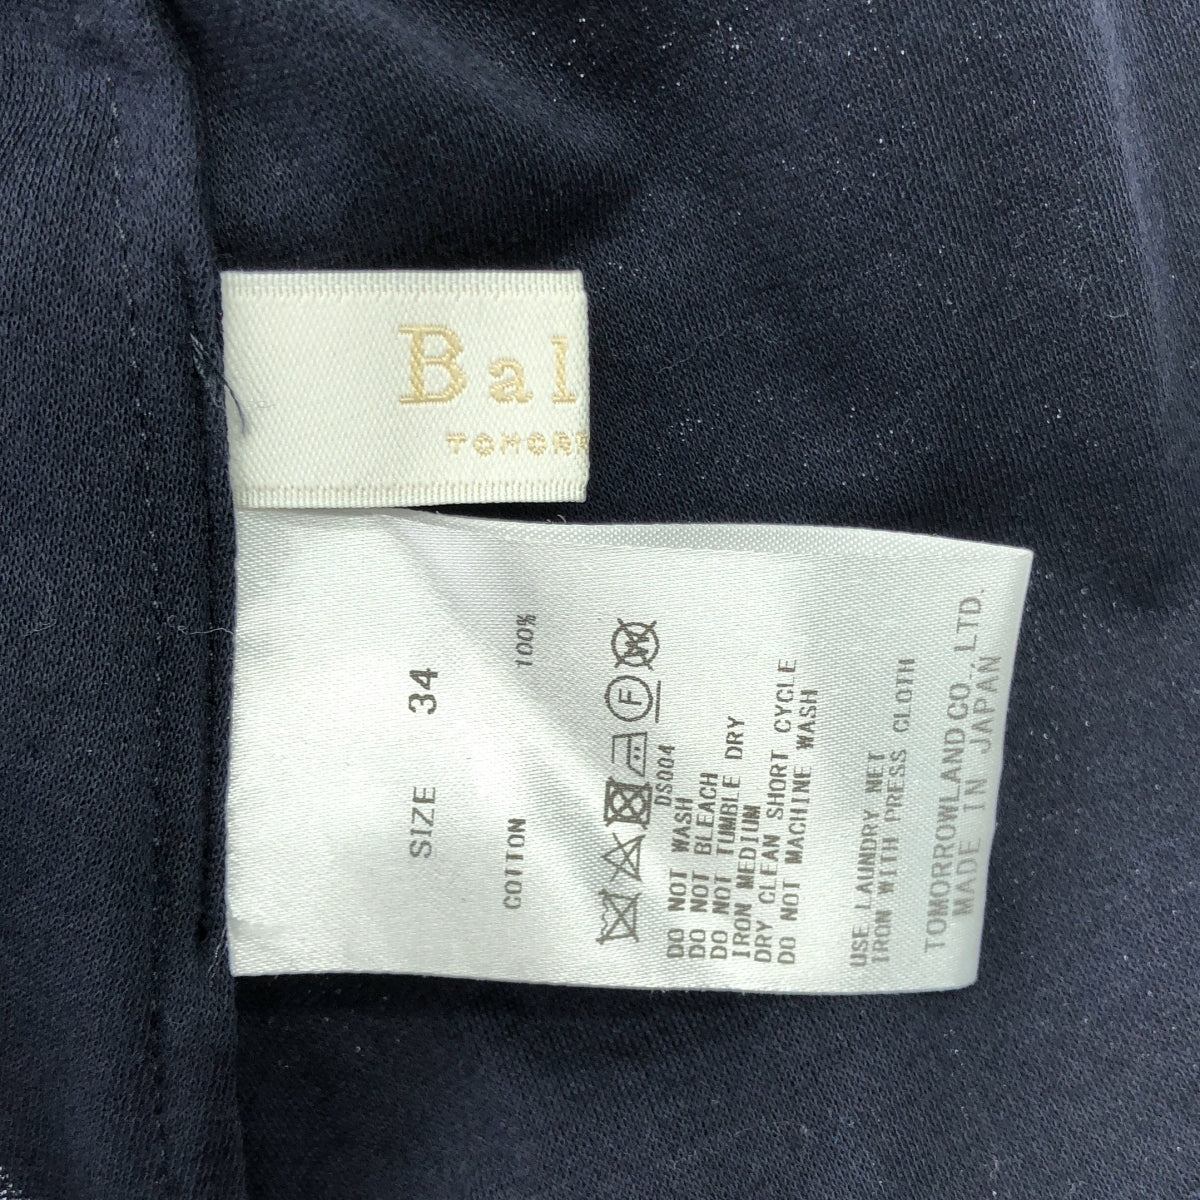 Bal
TOMORR
SIZE 34
COTTON 100%
F
W
DS004
DO NOT WASH
DO NOT BLEACH
DO NOT TUMBLE DRY
IRON MEDIUM
DRY CLEAN SHORT CYCLE
DO NOT MACHINE WASH
USE LAUNDRY NET
IRON WITH PRESS CLOTH
TOMORROWLAND CO., LTD.
MADE IN JAPAN